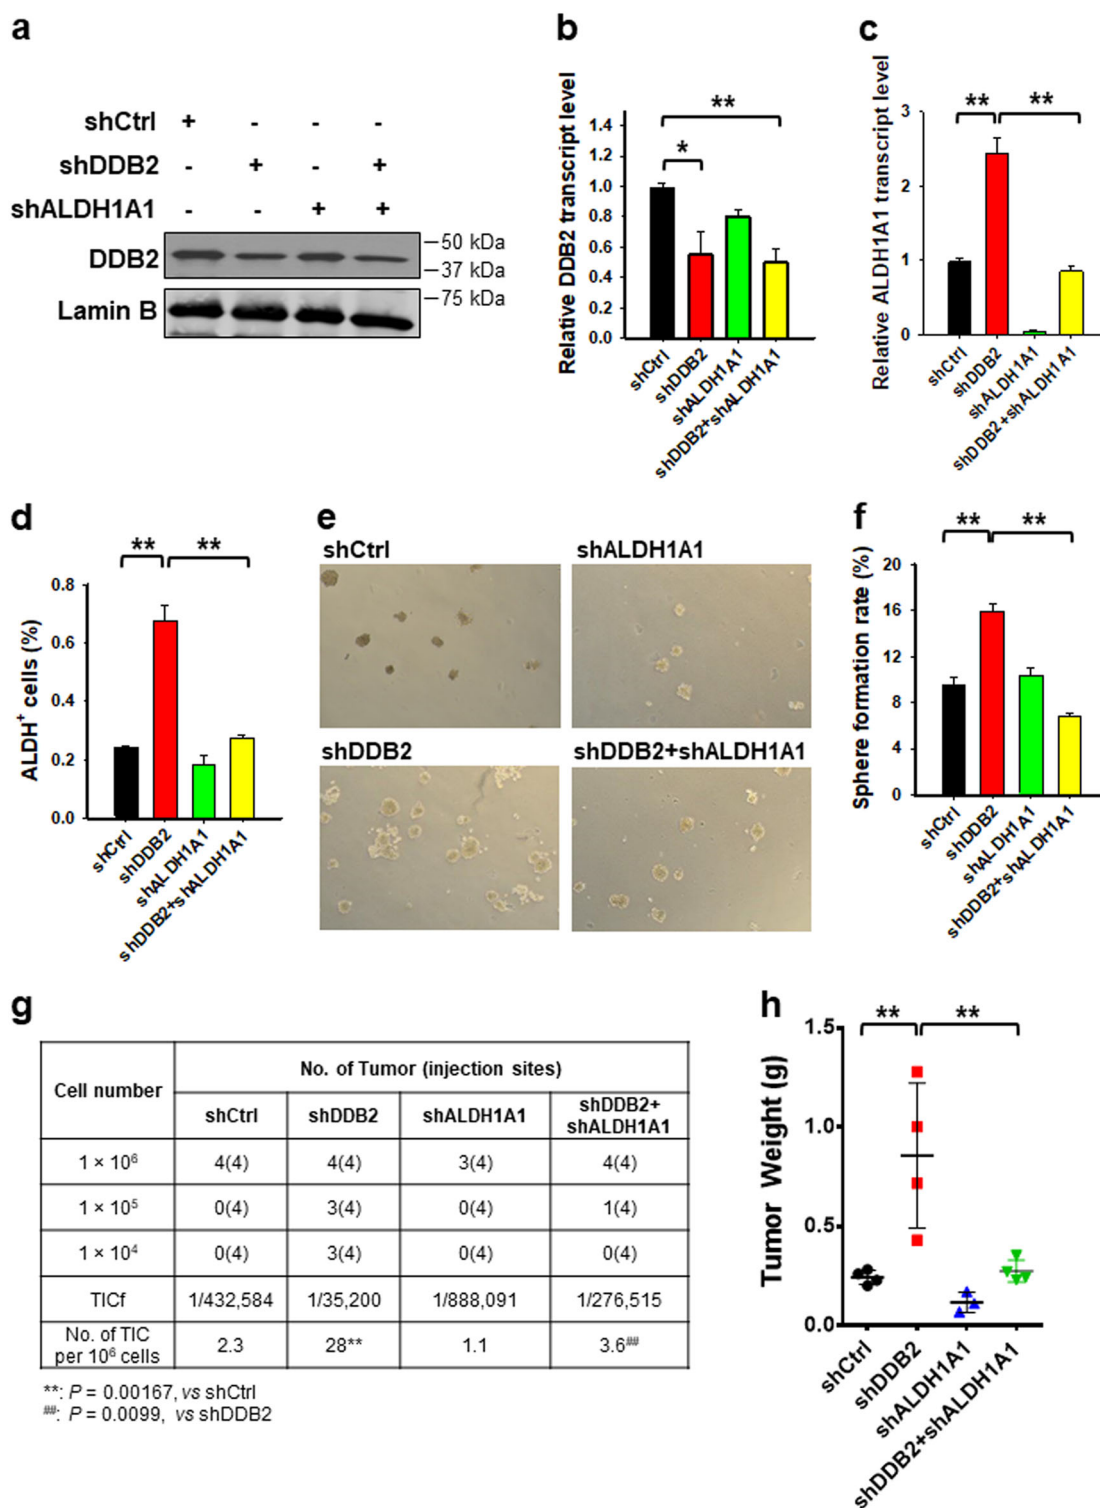 a
shCtrl + - - -
shDDB2 - + - +
shALDH1A1 - - + +
DDB2
50 kDa
37 kDa
Lamin B
75 kDa
b
Relative DDB2 transcript level
**
*
1.4
1.2
1.0
0.8
0.6
0.4
0.2
0.0
shCtrl
shDDB2
shALDH1A1
shDDB2+shALDH1A1
c
Relative ALDH1A1 transcript level
** **
3
2
1
0
shCtrl
shDDB2
shALDH1A1
shDDB2+shALDH1A1
d
ALDH+ cells (%)
** **
0.8
0.6
0.4
0.2
0.0
shCtrl
shDDB2
shALDH1A1
shDDB2+shALDH1A1
e
shCtrl
shALDH1A1
shDDB2
shDDB2+shALDH1A1
f
Sphere formation rate (%)
** **
20
16
12
8
4
0
shCtrl
shDDB2
shALDH1A1
shDDB2+shALDH1A1
g
Cell number
No. of Tumor (injection sites)
shCtrl shDDB2 shALDH1A1 shDDB2+
shALDH1A1
1 × 10⁶ 4(4) 4(4) 3(4) 4(4)
1 × 10⁵ 0(4) 3(4) 0(4) 1(4)
1 × 10⁴ 0(4) 3(4) 0(4) 0(4)
TICf 1/432,584 1/35,200 1/888,091 1/276,515
No. of TIC
per 10⁶ cells 2.3 28** 1.1 3.6##
**: P = 0.00167, vs shCtrl
##: P = 0.0099, vs shDDB2
h
Tumor Weight (g)
** **
1.5
1.0
0.5
0.0
shCtrl
shDDB2
shALDH1A1
shDDB2+shALDH1A1